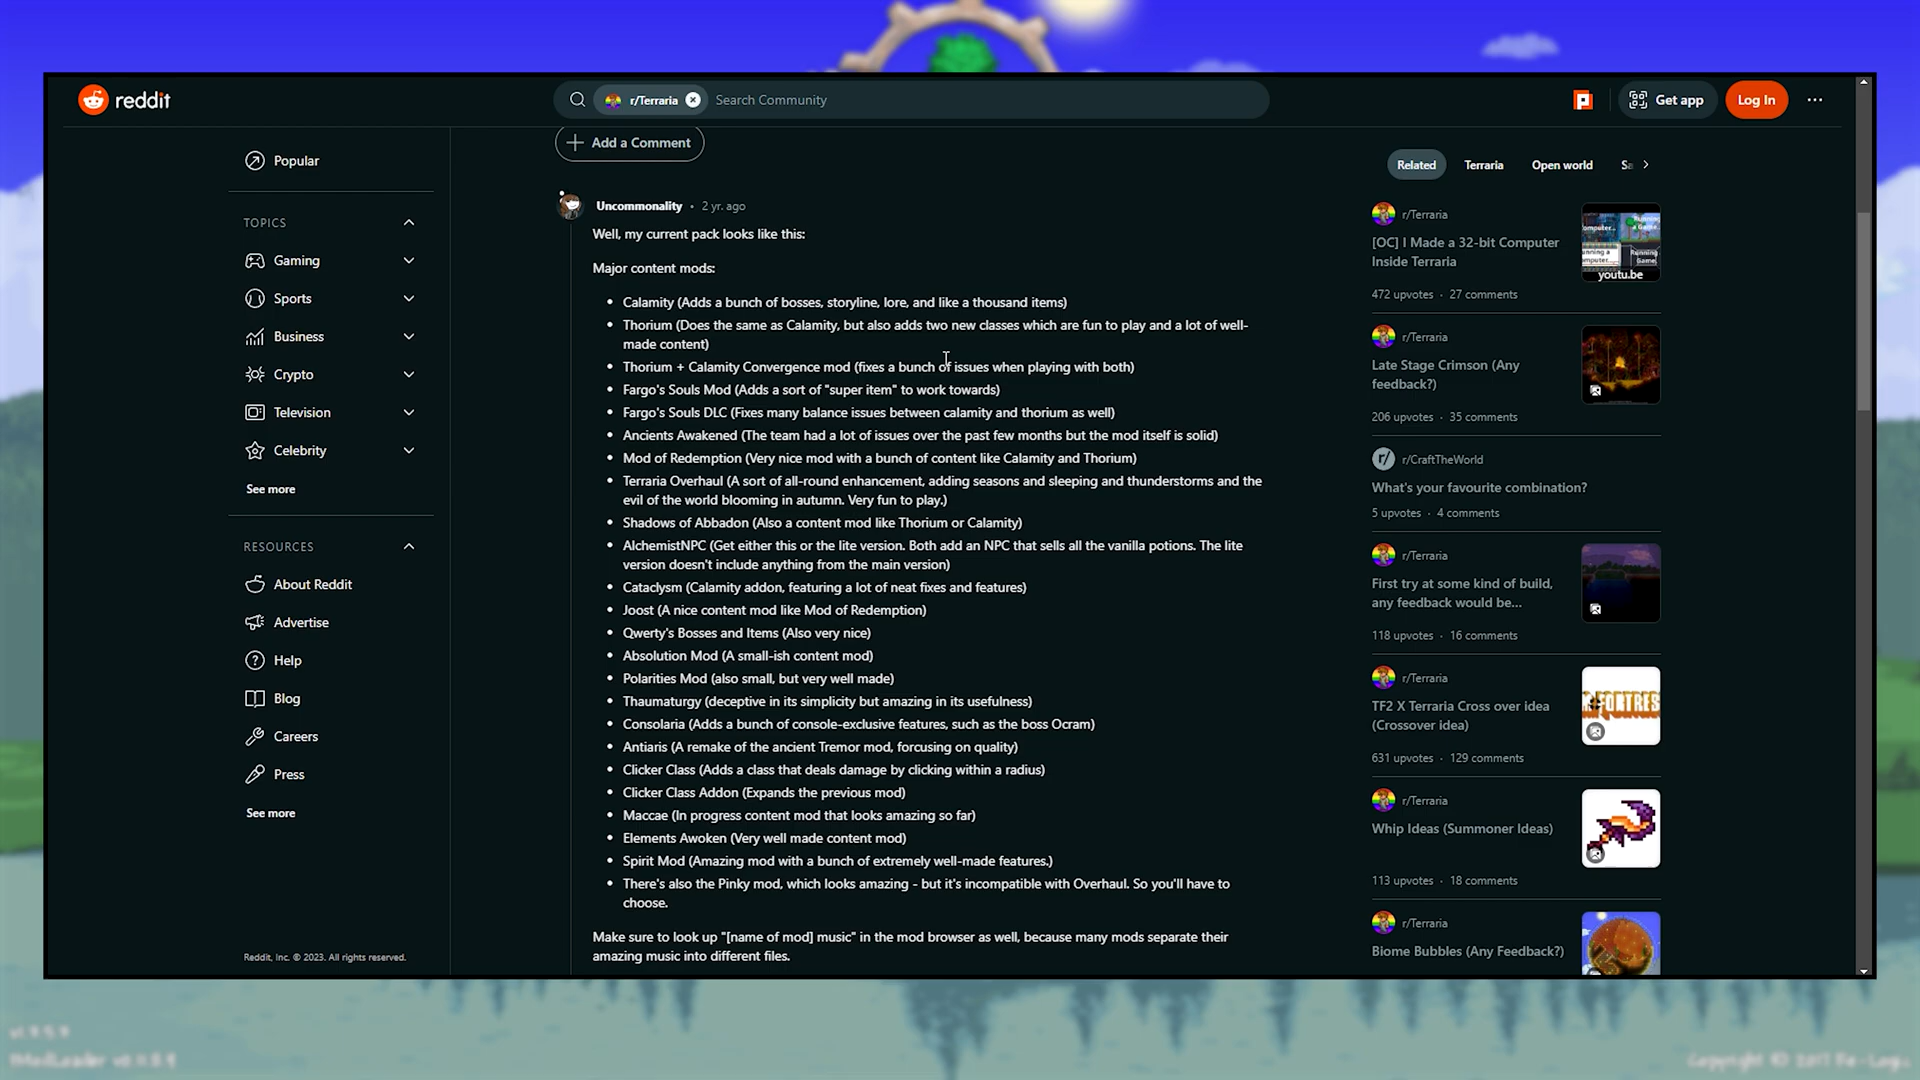 reddit
r/Terraria
Search Community
Get app
Log In
Popular
TOPICS
Gaming
Sports
Business
Crypto
Television
Celebrity
See more
RESOURCES
About Reddit
Advertise
Help
Blog
Careers
Press
See more
Reddit, Inc. © 2023. All rights reserved.
Add a Comment
Uncommonality • 2 yr. ago
Well, my current pack looks like this:
Major content mods:
• Calamity (Adds a bunch of bosses, storyline, lore, and like a thousand items)
• Thorium (Does the same as Calamity, but also adds two new classes which are fun to play and a lot of well-
made content)
• Thorium + Calamity Convergence mod (fixes a bunch of issues when playing with both)
• Fargo's Souls Mod (Adds a sort of "super item" to work towards)
• Fargo's Souls DLC (Fixes many balance issues between calamity and thorium as well)
• Ancients Awakened (The team had a lot of issues over the past few months but the mod itself is solid)
• Mod of Redemption (Very nice mod with a bunch of content like Calamity and Thorium)
• Terraria Overhaul (A sort of all-round enhancement, adding seasons and sleeping and thunderstorms and the
evil of the world blooming in autumn. Very fun to play.)
• Shadows of Abbadon (Also a content mod like Thorium or Calamity)
• AlchemistNPC (Get either this or the lite version. Both add an NPC that sells all the vanilla potions. The lite
version doesn't include anything from the main version)
• Cataclysm (Calamity addon, featuring a lot of neat fixes and features)
• Joost (A nice content mod like Mod of Redemption)
• Qwerty's Bosses and Items (Also very nice)
• Absolution Mod (A small-ish content mod)
• Polarities Mod (also small, but very well made)
• Thaumaturgy (deceptive in its simplicity but amazing in its usefulness)
• Consolaria (Adds a bunch of console-exclusive features, such as the boss Ocram)
• Antiaris (A remake of the ancient Tremor mod, forcusing on quality)
• Clicker Class (Adds a class that deals damage by clicking within a radius)
• Clicker Class Addon (Expands the previous mod)
• Maccae (In progress content mod that looks amazing so far)
• Elements Awoken (Very well made content mod)
• Spirit Mod (Amazing mod with a bunch of extremely well-made features.)
• There's also the Pinky mod, which looks amazing - but it's incompatible with Overhaul. So you'll have to
choose.
Make sure to look up "[name of mod] music" in the mod browser as well, because many mods separate their
amazing music into different files.
Related
Terraria
Open world
r/Terraria
[OC] I Made a 32-bit Computer
Inside Terraria
youtu.be
472 upvotes · 27 comments
r/Terraria
Late Stage Crimson (Any
feedback?)
206 upvotes · 35 comments
r/CraftTheWorld
What's your favourite combination?
5 upvotes · 4 comments
r/Terraria
First try at some kind of build,
any feedback would be...
118 upvotes · 16 comments
r/Terraria
TF2 X Terraria Cross over idea
(Crossover idea)
631 upvotes · 129 comments
r/Terraria
Whip Ideas (Summoner Ideas)
113 upvotes · 18 comments
r/Terraria
Biome Bubbles (Any Feedback?)